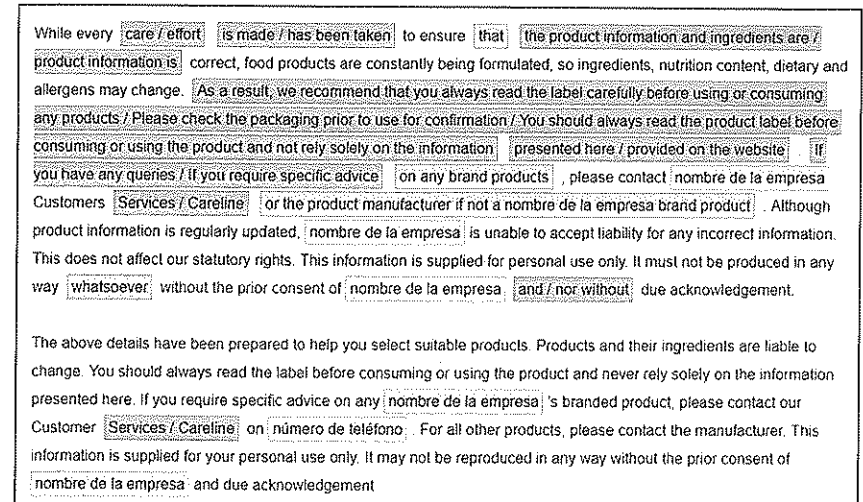 While every care / effort is made / has been taken to ensure that the product information and ingredients are /
product information is correct, food products are constantly being formulated, so ingredients, nutrition content, dietary and
allergens may change. As a result, we recommend that you always read the label carefully before using or consuming
any products / Please check the packaging prior to use for confirmation / You should always read the product label before
consuming or using the product and not rely solely on the information presented here / provided on the website . If
you have any queries / If you require specific advice on any brand products , please contact nombre de la empresa
Customers Services / Careline or the product manufacturer if not a nombre de la empresa brand product . Although
product information is regularly updated, nombre de la empresa is unable to accept liability for any incorrect information.
This does not affect our statutory rights. This information is supplied for personal use only. It must not be produced in any
way whatsoever without the prior consent of nombre de la empresa and / nor without due acknowledgement.
The above details have been prepared to help you select suitable products. Products and their ingredients are liable to
change. You should always read the label before consuming or using the product and never rely solely on the information
presented here. If you require specific advice on any nombre de la empresa 's branded product, please contact our
Customer Services / Careline on número de teléfono . For all other products, please contact the manufacturer. This
information is supplied for your personal use only. It may not be reproduced in any way without the prior consent of
nombre de la empresa and due acknowledgement